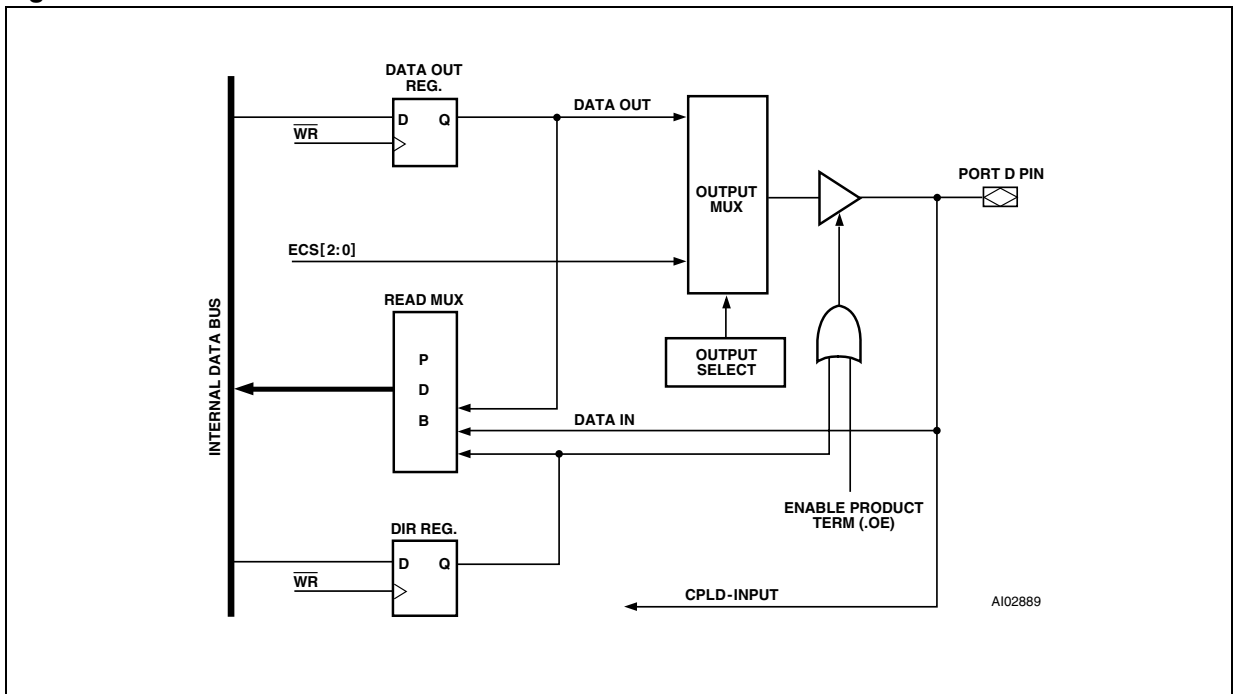 DATA OUT
REG.
D Q
WR
DATA OUT
OUTPUT
MUX
PORT D PIN
ECS[2:0]
READ MUX
P
D
B
OUTPUT
SELECT
INTERNAL DATA BUS
DATA IN
ENABLE PRODUCT
TERM (.OE)
DIR REG.
D Q
WR
CPLD-INPUT
AI02889